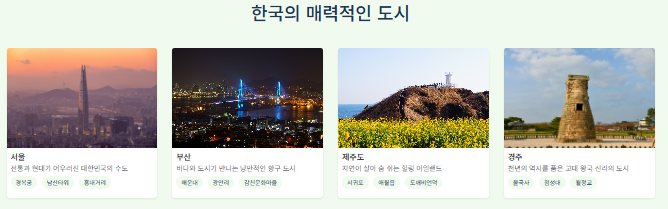 한국의 매력적인 도시
서울
전통과 현대가 어우러진 대한민국의 수도
경복궁 남산타워 홍대거리
부산
바다와 도시가 만나는 낭만적인 항구 도시
해운대 광안리 감천문화마을
제주도
자연이 살아 숨 쉬는 힐링 아일랜드
서귀포 애월읍 도깨비언덕
경주
천년의 역사를 품은 고대 왕국 신라의 도시
불국사 첨성대 월정교